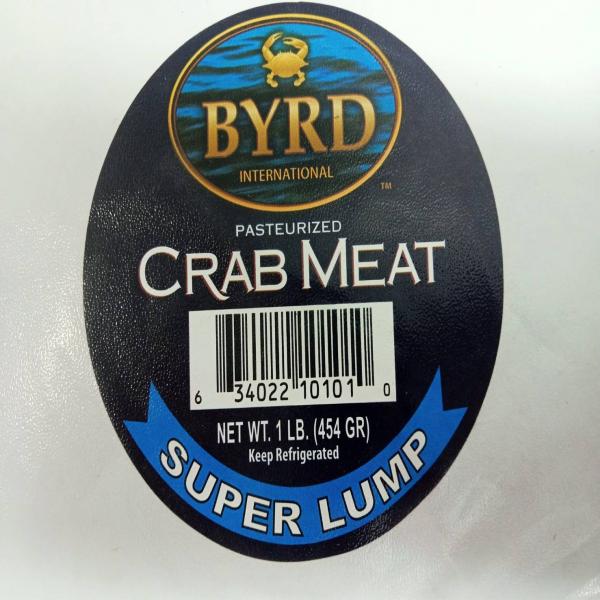 BYRD
INTERNATIONAL
TM
PASTEURIZED
CRAB MEAT
6 34022 10101 0
NET WT. 1 LB. (454 GR)
Keep Refrigerated
SUPER LUMP